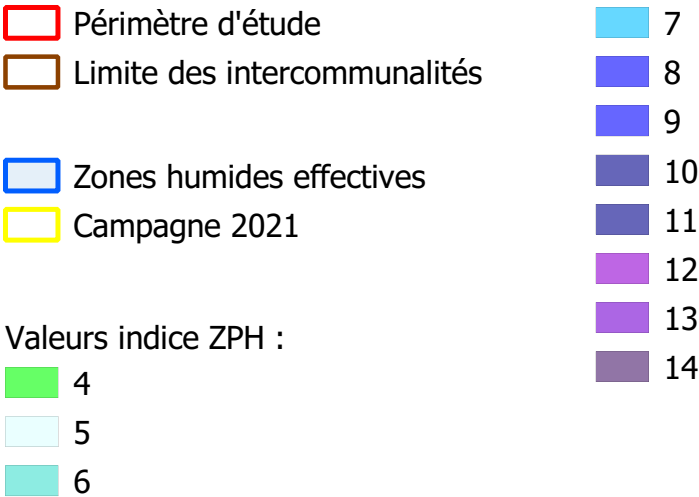 Périmètre d'étude
Limite des intercommunalités
Zones humides effectives
Campagne 2021
Valeurs indice ZPH :
4
5
6
7
8
9
10
11
12
13
14